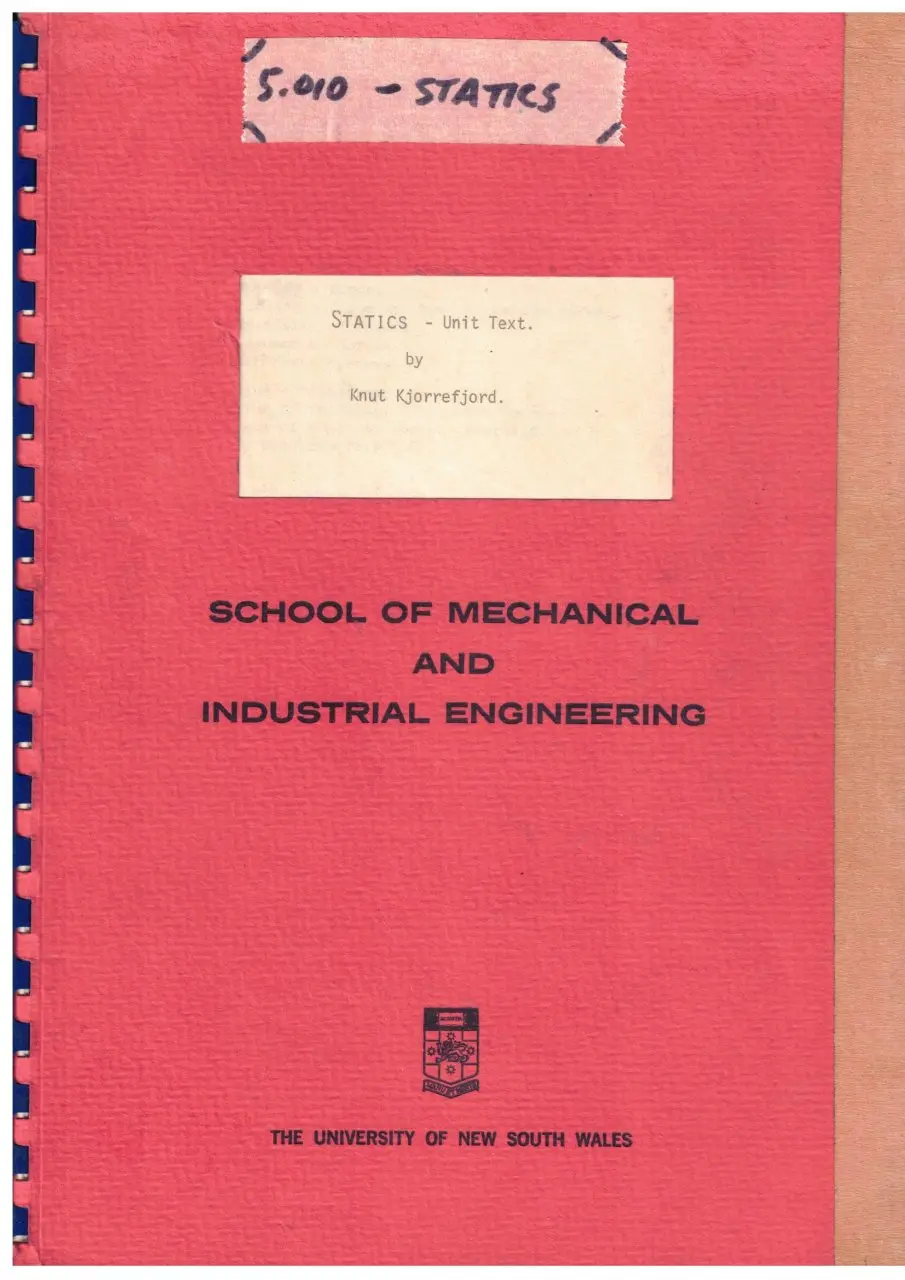 5.010 - STATICS
STATICS - Unit Text.
by
Knut Kjorrefjord.
SCHOOL OF MECHANICAL
AND
INDUSTRIAL ENGINEERING
THE UNIVERSITY OF NEW SOUTH WALES